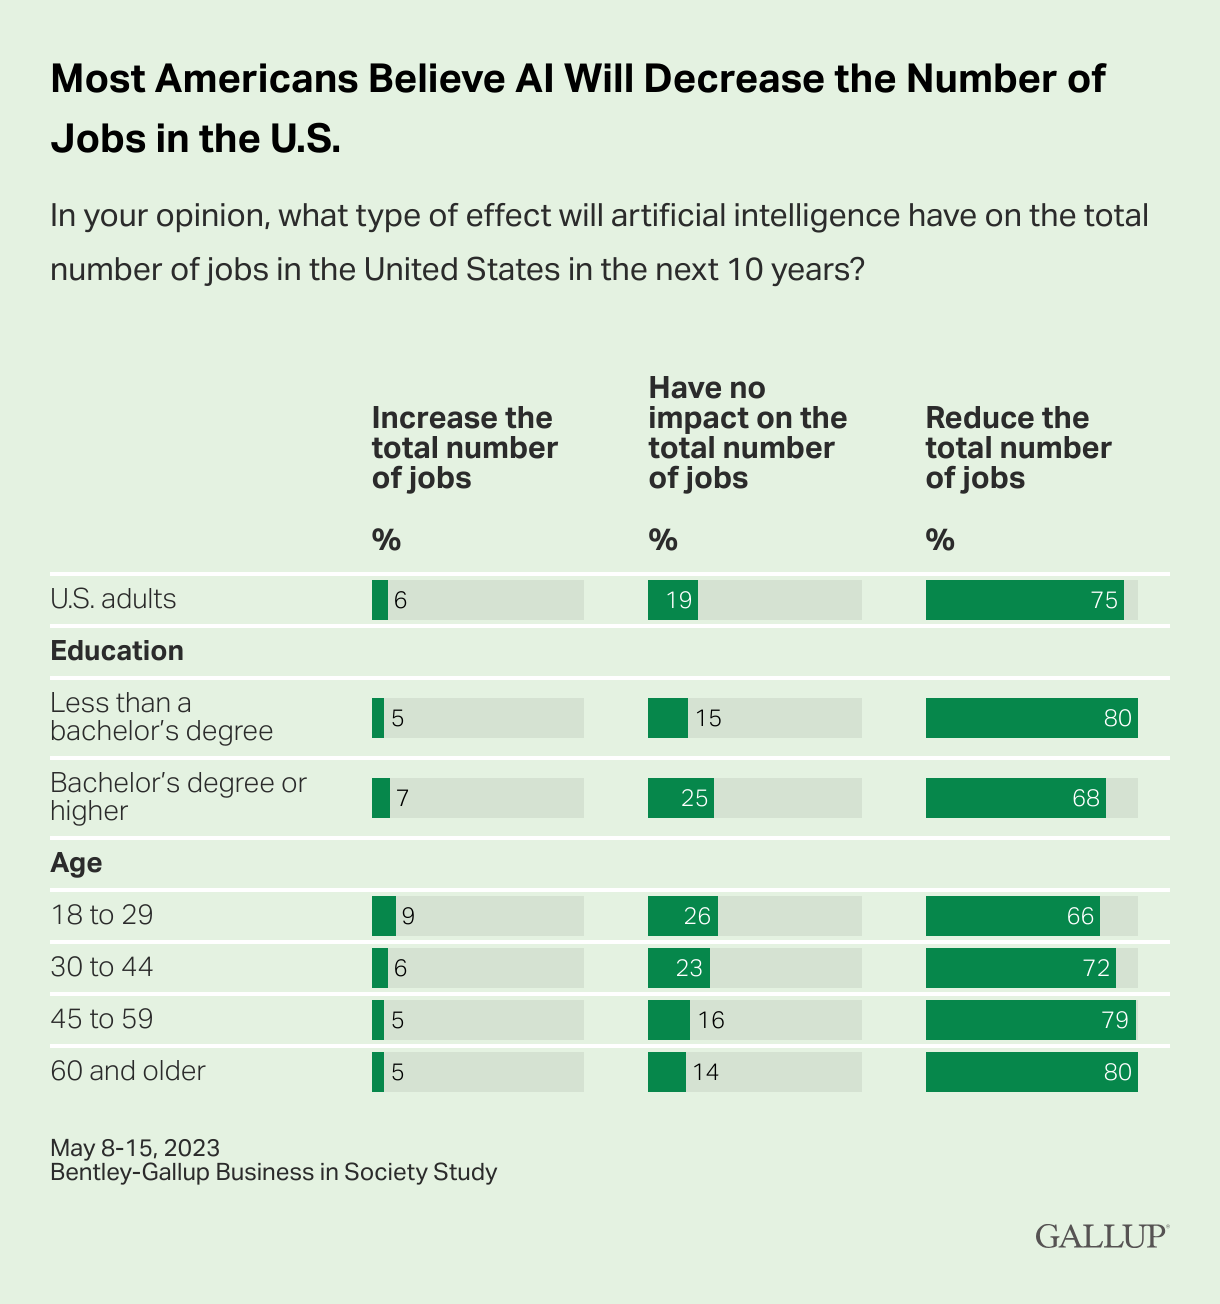 Most Americans Believe AI Will Decrease the Number of
Jobs in the U.S.
In your opinion, what type of effect will artificial intelligence have on the total
number of jobs in the United States in the next 10 years?
Increase the
total number
of jobs
%
Have no
impact on the
total number
of jobs
%
Reduce the
total number
of jobs
%
U.S. adults 6 19 75
Education
Less than a
bachelor’s degree 5 15 80
Bachelor’s degree or
higher 7 25 68
Age
18 to 29 9 26 66
30 to 44 6 23 72
45 to 59 5 16 79
60 and older 5 14 80
May 8-15, 2023
Bentley-Gallup Business in Society Study
GALLUP®